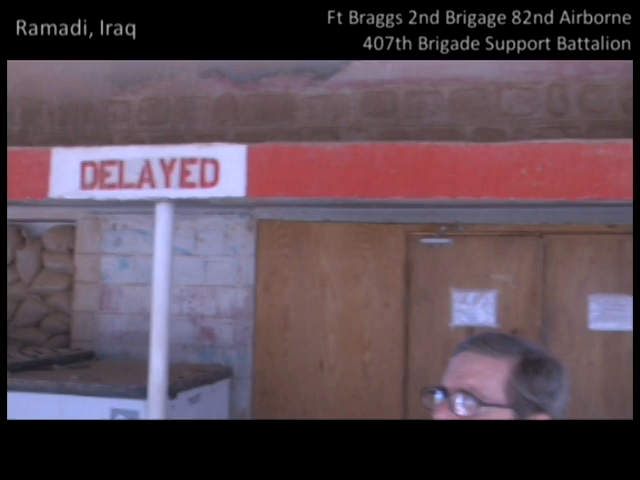 Ramadi, Iraq
Ft Braggs 2nd Brigage 82nd Airborne
407th Brigade Support Battalion
DELAYED